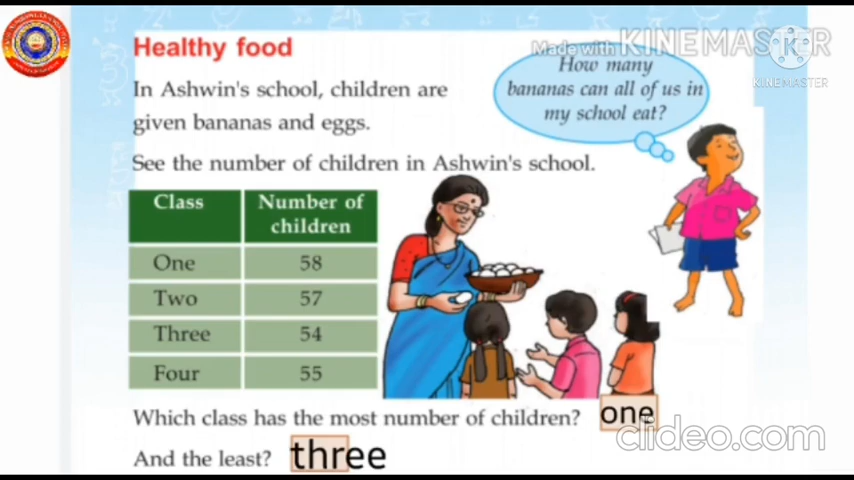 Made with KINEMASTER
KINEMASTER
Healthy food
How many
bananas can all of us in
my school eat?
In Ashwin's school, children are
given bananas and eggs.
See the number of children in Ashwin's school.
Class Number of children
One 58
Two 57
Three 54
Four 55
Which class has the most number of children? one
clideo.com
And the least? three